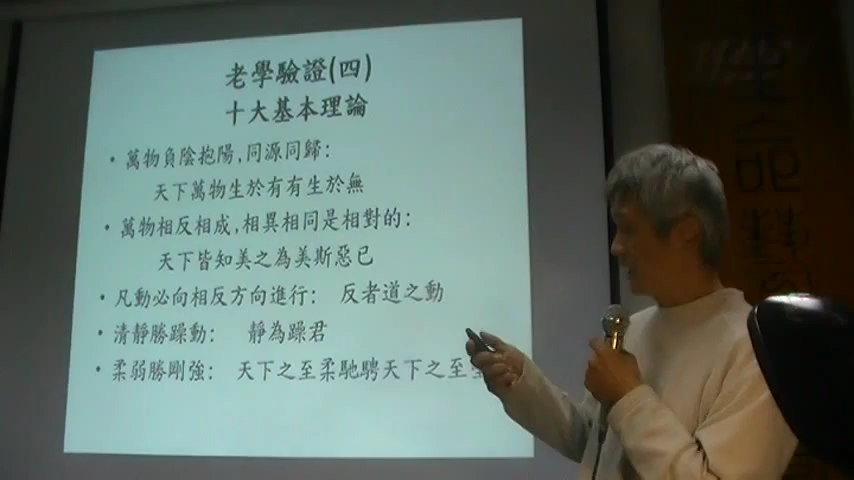 老學驗證(四)
十大基本理論
• 萬物負陰抱陽,同源同歸:
天下萬物生於有有生於無
• 萬物相反相成,相異相同是相對的:
天下皆知美之為美斯惡已
• 凡動必向相反方向進行: 反者道之動
• 清靜勝躁動: 靜為躁君
• 柔弱勝剛強: 天下之至柔馳騁天下之至
生命